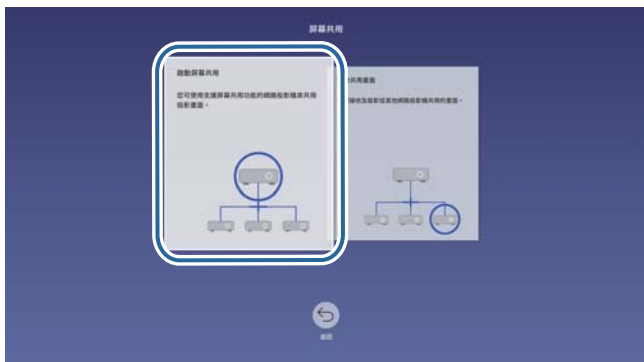 屏幕共用
啟動屏幕共用
您可使用支援屏幕共用功能的網路投影機來共用
投影畫面。
共用畫面
接收及投影或其他網路投影機共用的畫面。
返回